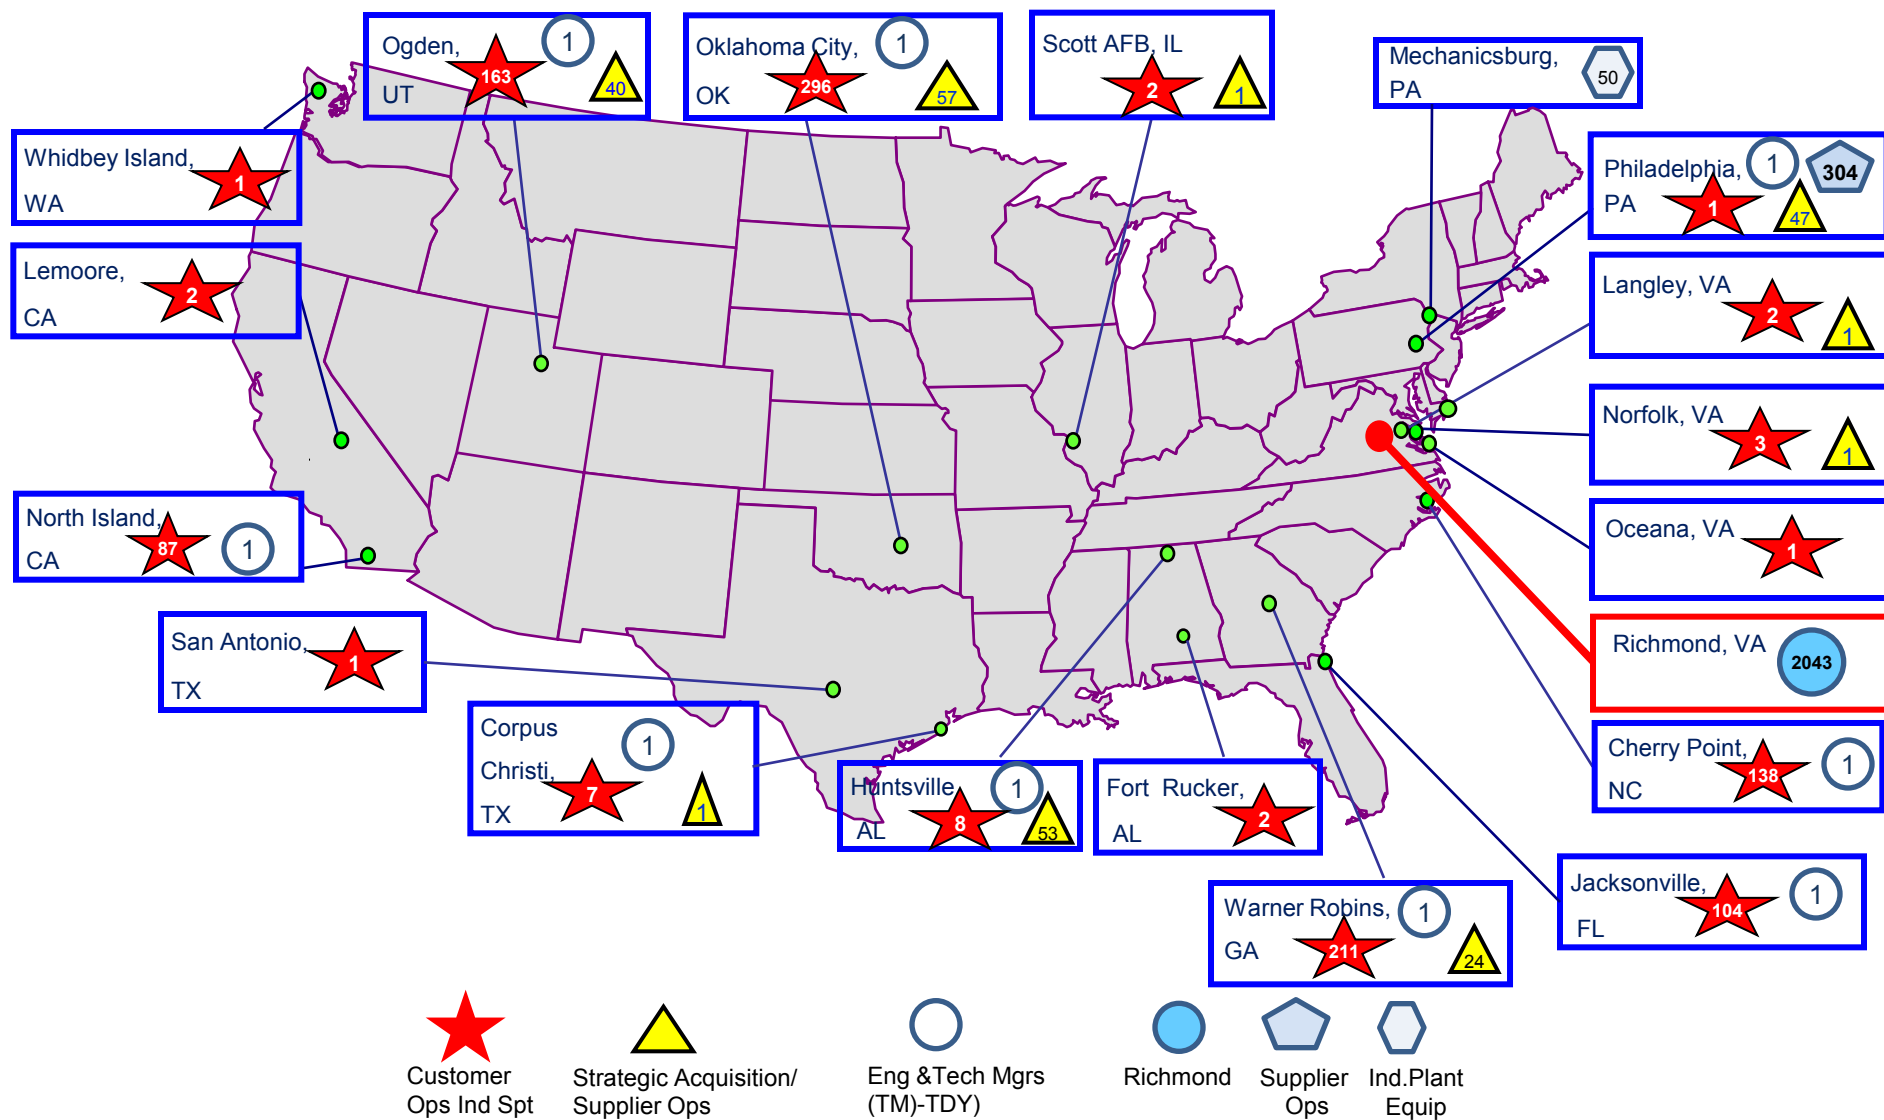 Ogden,
1
163
40
UT
Oklahoma City,
1
296
57
OK
Scott AFB, IL
2
1
Mechanicsburg,
50
PA
Whidbey Island,
1
WA
Philadelphia,
1
304
PA
1
47
Lemoore,
2
CA
Langley, VA
2
1
Norfolk, VA
3
1
North Island,
87
1
CA
Oceana, VA
1
San Antonio,
1
TX
Richmond, VA
2043
Corpus
Christi,
1
7
1
TX
Huntsville
1
8
53
AL
Fort Rucker,
2
AL
Cherry Point,
138
1
NC
Warner Robins,
1
211
24
GA
Jacksonville,
104
1
FL
Customer
Ops Ind Spt
Strategic Acquisition/
Supplier Ops
Eng &Tech Mgrs
(TM)-TDY)
Richmond
Supplier
Ops
Ind.Plant
Equip